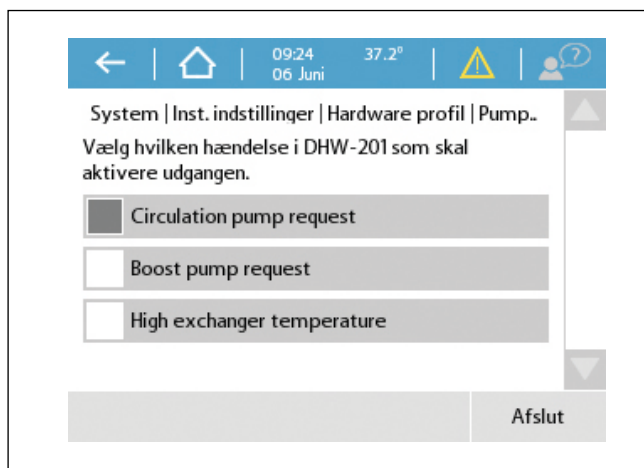 09:24 37.2°
06 Juni
?
System | Inst. indstillinger | Hardware profil | Pump..
Vælg hvilken hændelse i DHW-201 som skal
aktivere udgangen.
Circulation pump request
Boost pump request
High exchanger temperature
Afslut